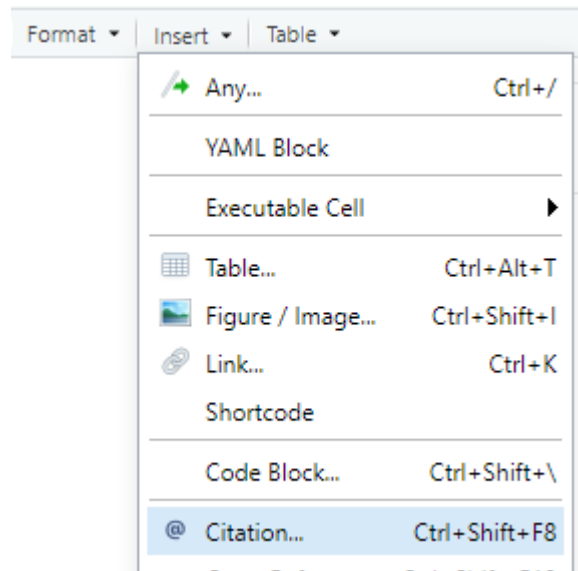 Format Insert Table
Any... Ctrl+/
YAML Block
Executable Cell
Table... Ctrl+Alt+T
Figure / Image... Ctrl+Shift+I
Link... Ctrl+K
Shortcode
Code Block... Ctrl+Shift+\
@ Citation... Ctrl+Shift+F8